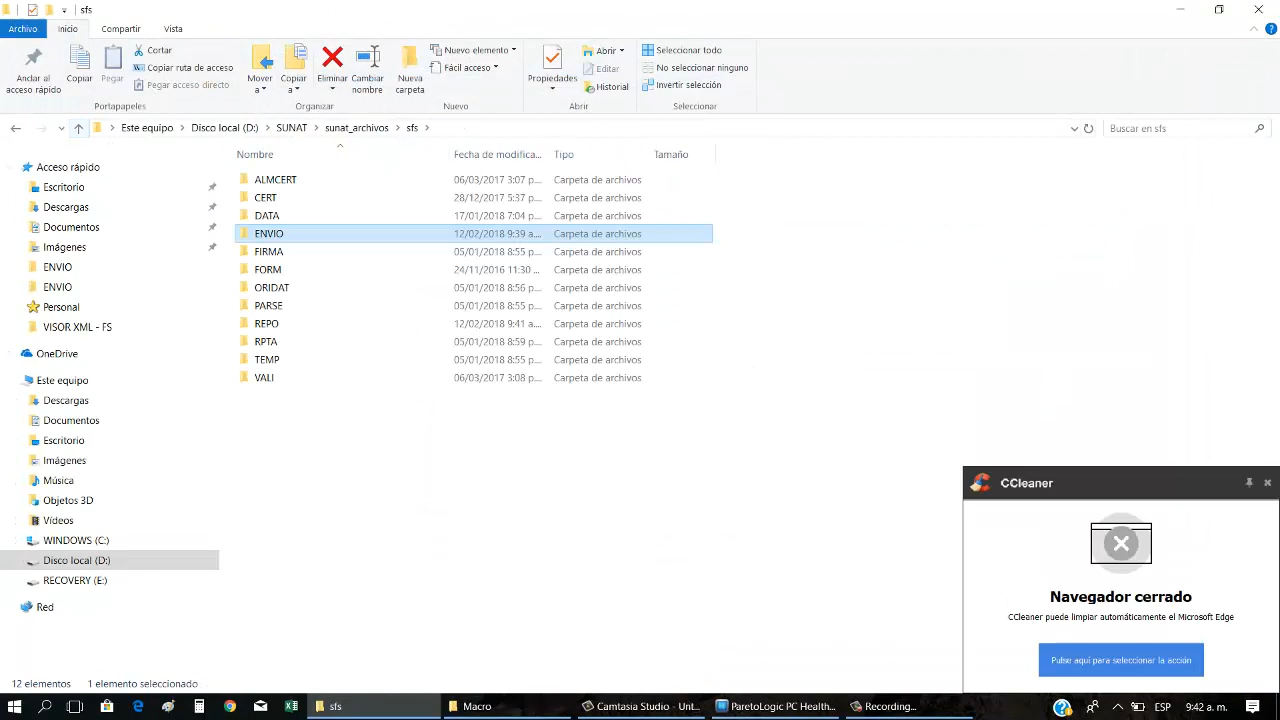 sfs
Archivo Inicio Compartir Vista
Andar al acceso rápido
Copiar
Pegar
Cortar
Copiar ruta de acceso
Pegar acceso directo
Portapapeles
Mover a
Copiar a
Eliminar
Cambiar nombre
Organizar
Nueva carpeta
Nuevo elemento
Fácil acceso
Nuevo
Propiedades
Abrir
Editar
Historial
Abrir
Seleccionar todo
No seleccionar ninguno
Invertir selección
Seleccionar
Este equipo > Disco local (D:) > SUNAT > sunat_archivos > sfs >
Buscar en sfs
Nombre Fecha de modifica... Tipo Tamaño
ALMCERT 06/03/2017 3:07 p.... Carpeta de archivos
CERT 28/12/2017 5:37 p.... Carpeta de archivos
DATA 17/01/2018 7:04 p.... Carpeta de archivos
ENVIO 12/02/2018 9:39 a.... Carpeta de archivos
FIRMA 05/01/2018 8:55 p.... Carpeta de archivos
FORM 24/11/2016 11:30 ... Carpeta de archivos
ORIDAT 05/01/2018 8:56 p.... Carpeta de archivos
PARSE 05/01/2018 8:55 p.... Carpeta de archivos
REPO 12/02/2018 9:41 a.... Carpeta de archivos
RPTA 05/01/2018 8:59 p.... Carpeta de archivos
TEMP 05/01/2018 8:55 p.... Carpeta de archivos
VALI 06/03/2017 3:08 p.... Carpeta de archivos
Acceso rápido
Escritorio
Descargas
Documentos
Imágenes
ENVIO
ENVIO
Personal
VISOR XML - FS
OneDrive
Este equipo
Descargas
Documentos
Escritorio
Imágenes
Música
Objetos 3D
Vídeos
WINDOWS (C:)
Disco local (D:)
RECOVERY (E:)
Red
CCleaner
Navegador cerrado
CCleaner puede limpiar automáticamente el Microsoft Edge
Pulse aquí para seleccionar la acción
12 elementos 1 elemento seleccionado
sfs
Macro
Camtasia Studio - Unt...
ParetoLogic PC Health...
Recording...
ESP
9:42 a. m.